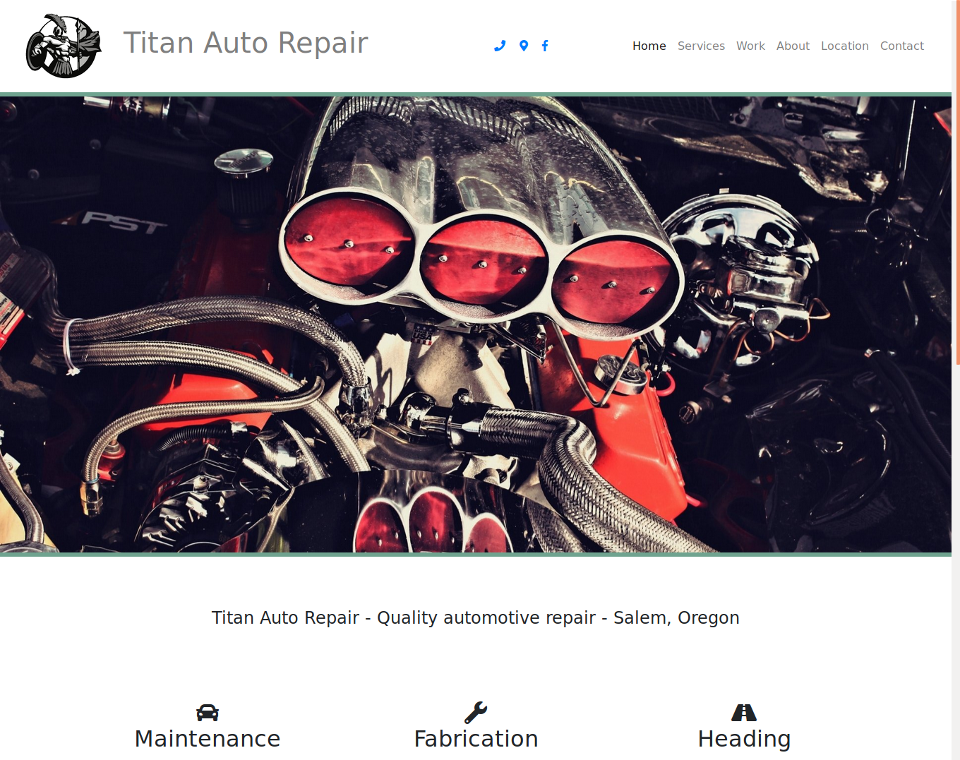 Titan Auto Repair
Home Services Work About Location Contact
PST
Titan Auto Repair - Quality automotive repair - Salem, Oregon
Maintenance Fabrication Heading